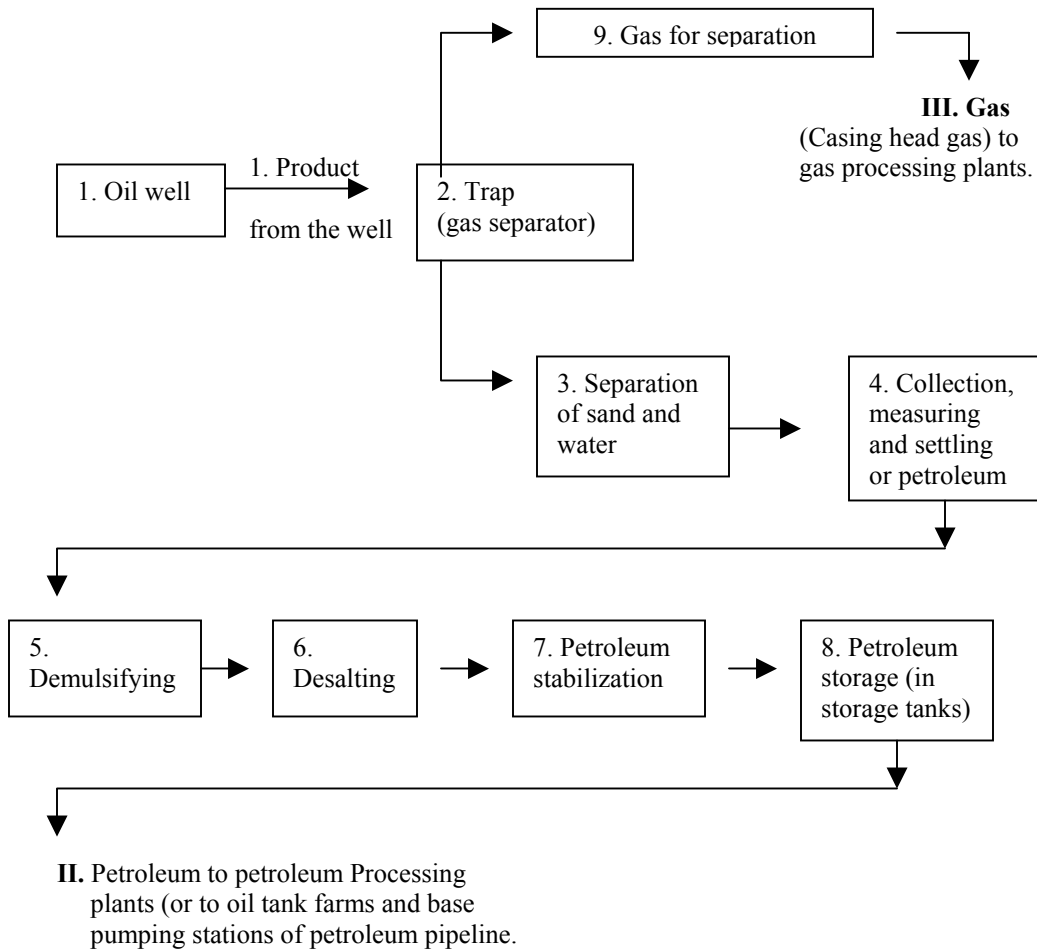 9. Gas for separation
III. Gas
(Casing head gas) to
gas processing plants.
1. Oil well
1. Product
from the well
2. Trap
(gas separator)
3. Separation
of sand and
water
4. Collection,
measuring
and settling
or petroleum
5.
Demulsifying
6.
Desalting
7. Petroleum
stabilization
8. Petroleum
storage (in
storage tanks)
II. Petroleum to petroleum Processing
plants (or to oil tank farms and base
pumping stations of petroleum pipeline.